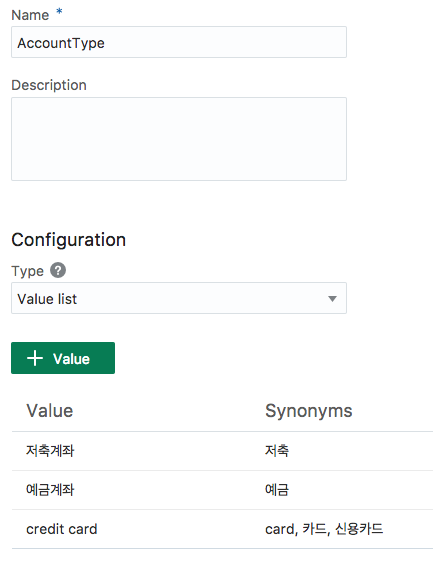 Name *
AccountType
Description
Configuration
Type ?
Value list
+ Value
Value Synonyms
저축계좌 저축
예금계좌 예금
credit card card, 카드, 신용카드